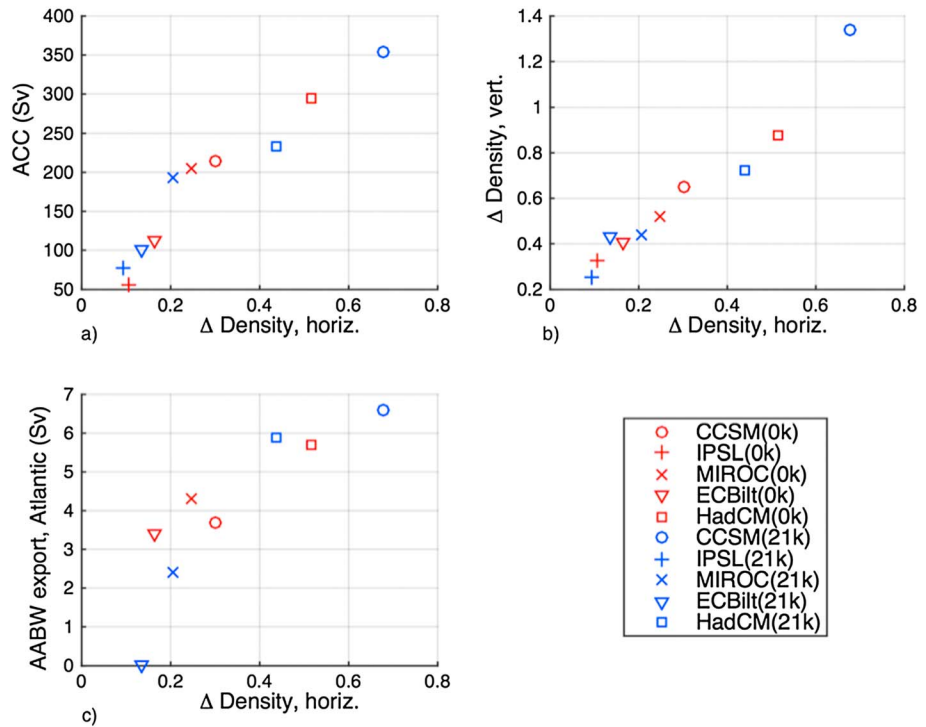 400
350
300
250
200
150
100
50
ACC (Sv)
0 0.2 0.4 0.6 0.8
Δ Density, horiz.
a)
1.4
1.2
1
0.8
0.6
0.4
0.2
Δ Density, vert.
0 0.2 0.4 0.6 0.8
Δ Density, horiz.
b)
7
6
5
4
3
2
1
0
AABW export, Atlantic (Sv)
0 0.2 0.4 0.6 0.8
Δ Density, horiz.
c)
CCSM(0k)
IPSL(0k)
MIROC(0k)
ECBilt(0k)
HadCM(0k)
CCSM(21k)
IPSL(21k)
MIROC(21k)
ECBilt(21k)
HadCM(21k)